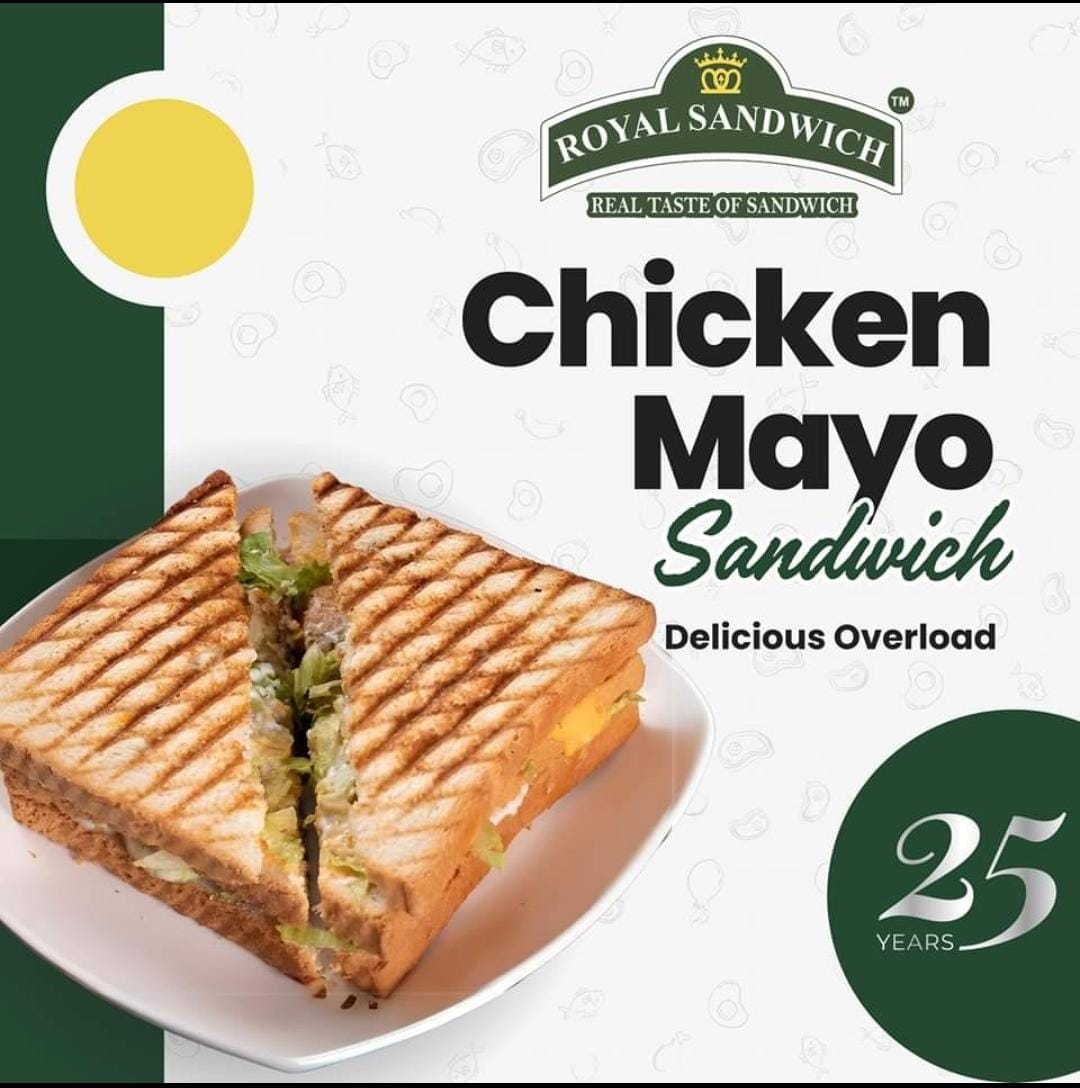 ROYAL SANDWICH
TM
REAL TASTE OF SANDWICH
Chicken
Mayo
Sandwich
Delicious Overload
25
YEARS